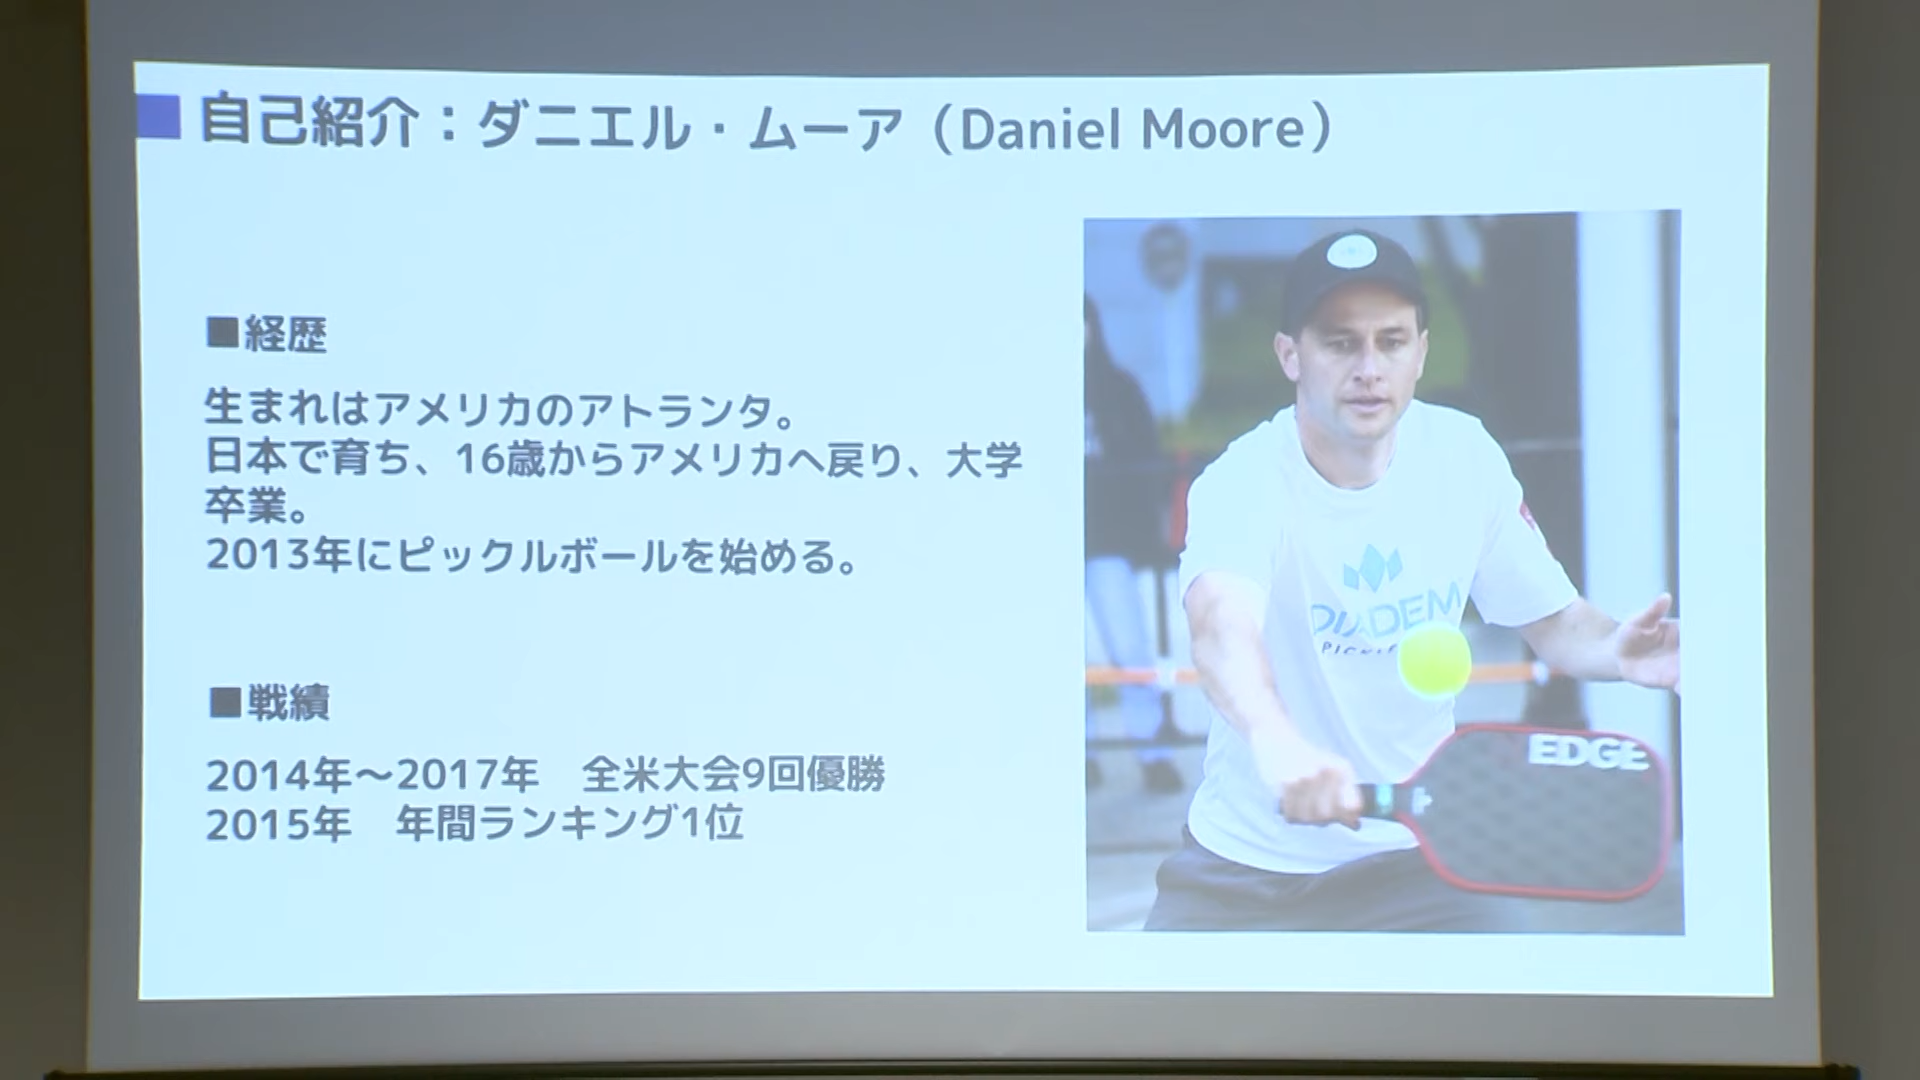 自己紹介：ダニエル・ムーア（Daniel Moore）
■経歴
生まれはアメリカのアトランタ。
日本で育ち、16歳からアメリカへ戻り、大学
卒業。
2013年にピックルボールを始める。
■戦績
2014年～2017年　全米大会9回優勝
2015年　年間ランキング1位
DIADEM
EDGE